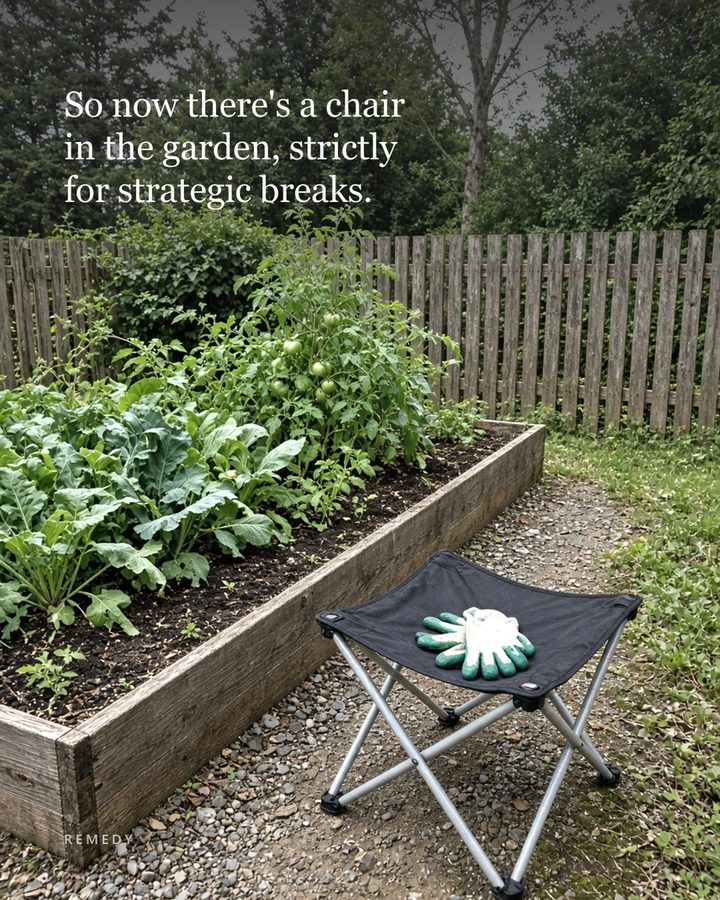 So now there's a chair
in the garden, strictly
for strategic breaks.
REMEDY